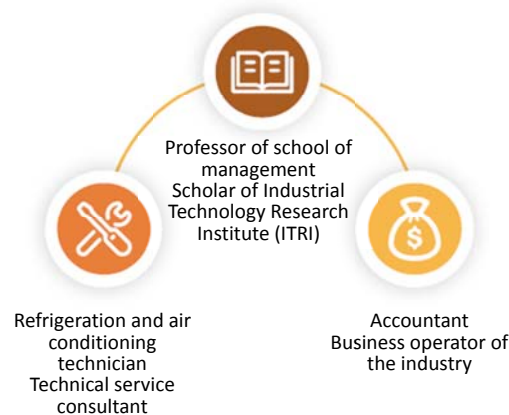 Professor of school of
management
Scholar of Industrial
Technology Research
Institute (ITRI)
Refrigeration and air
conditioning
technician
Technical service
consultant
Accountant
Business operator of
the industry
$